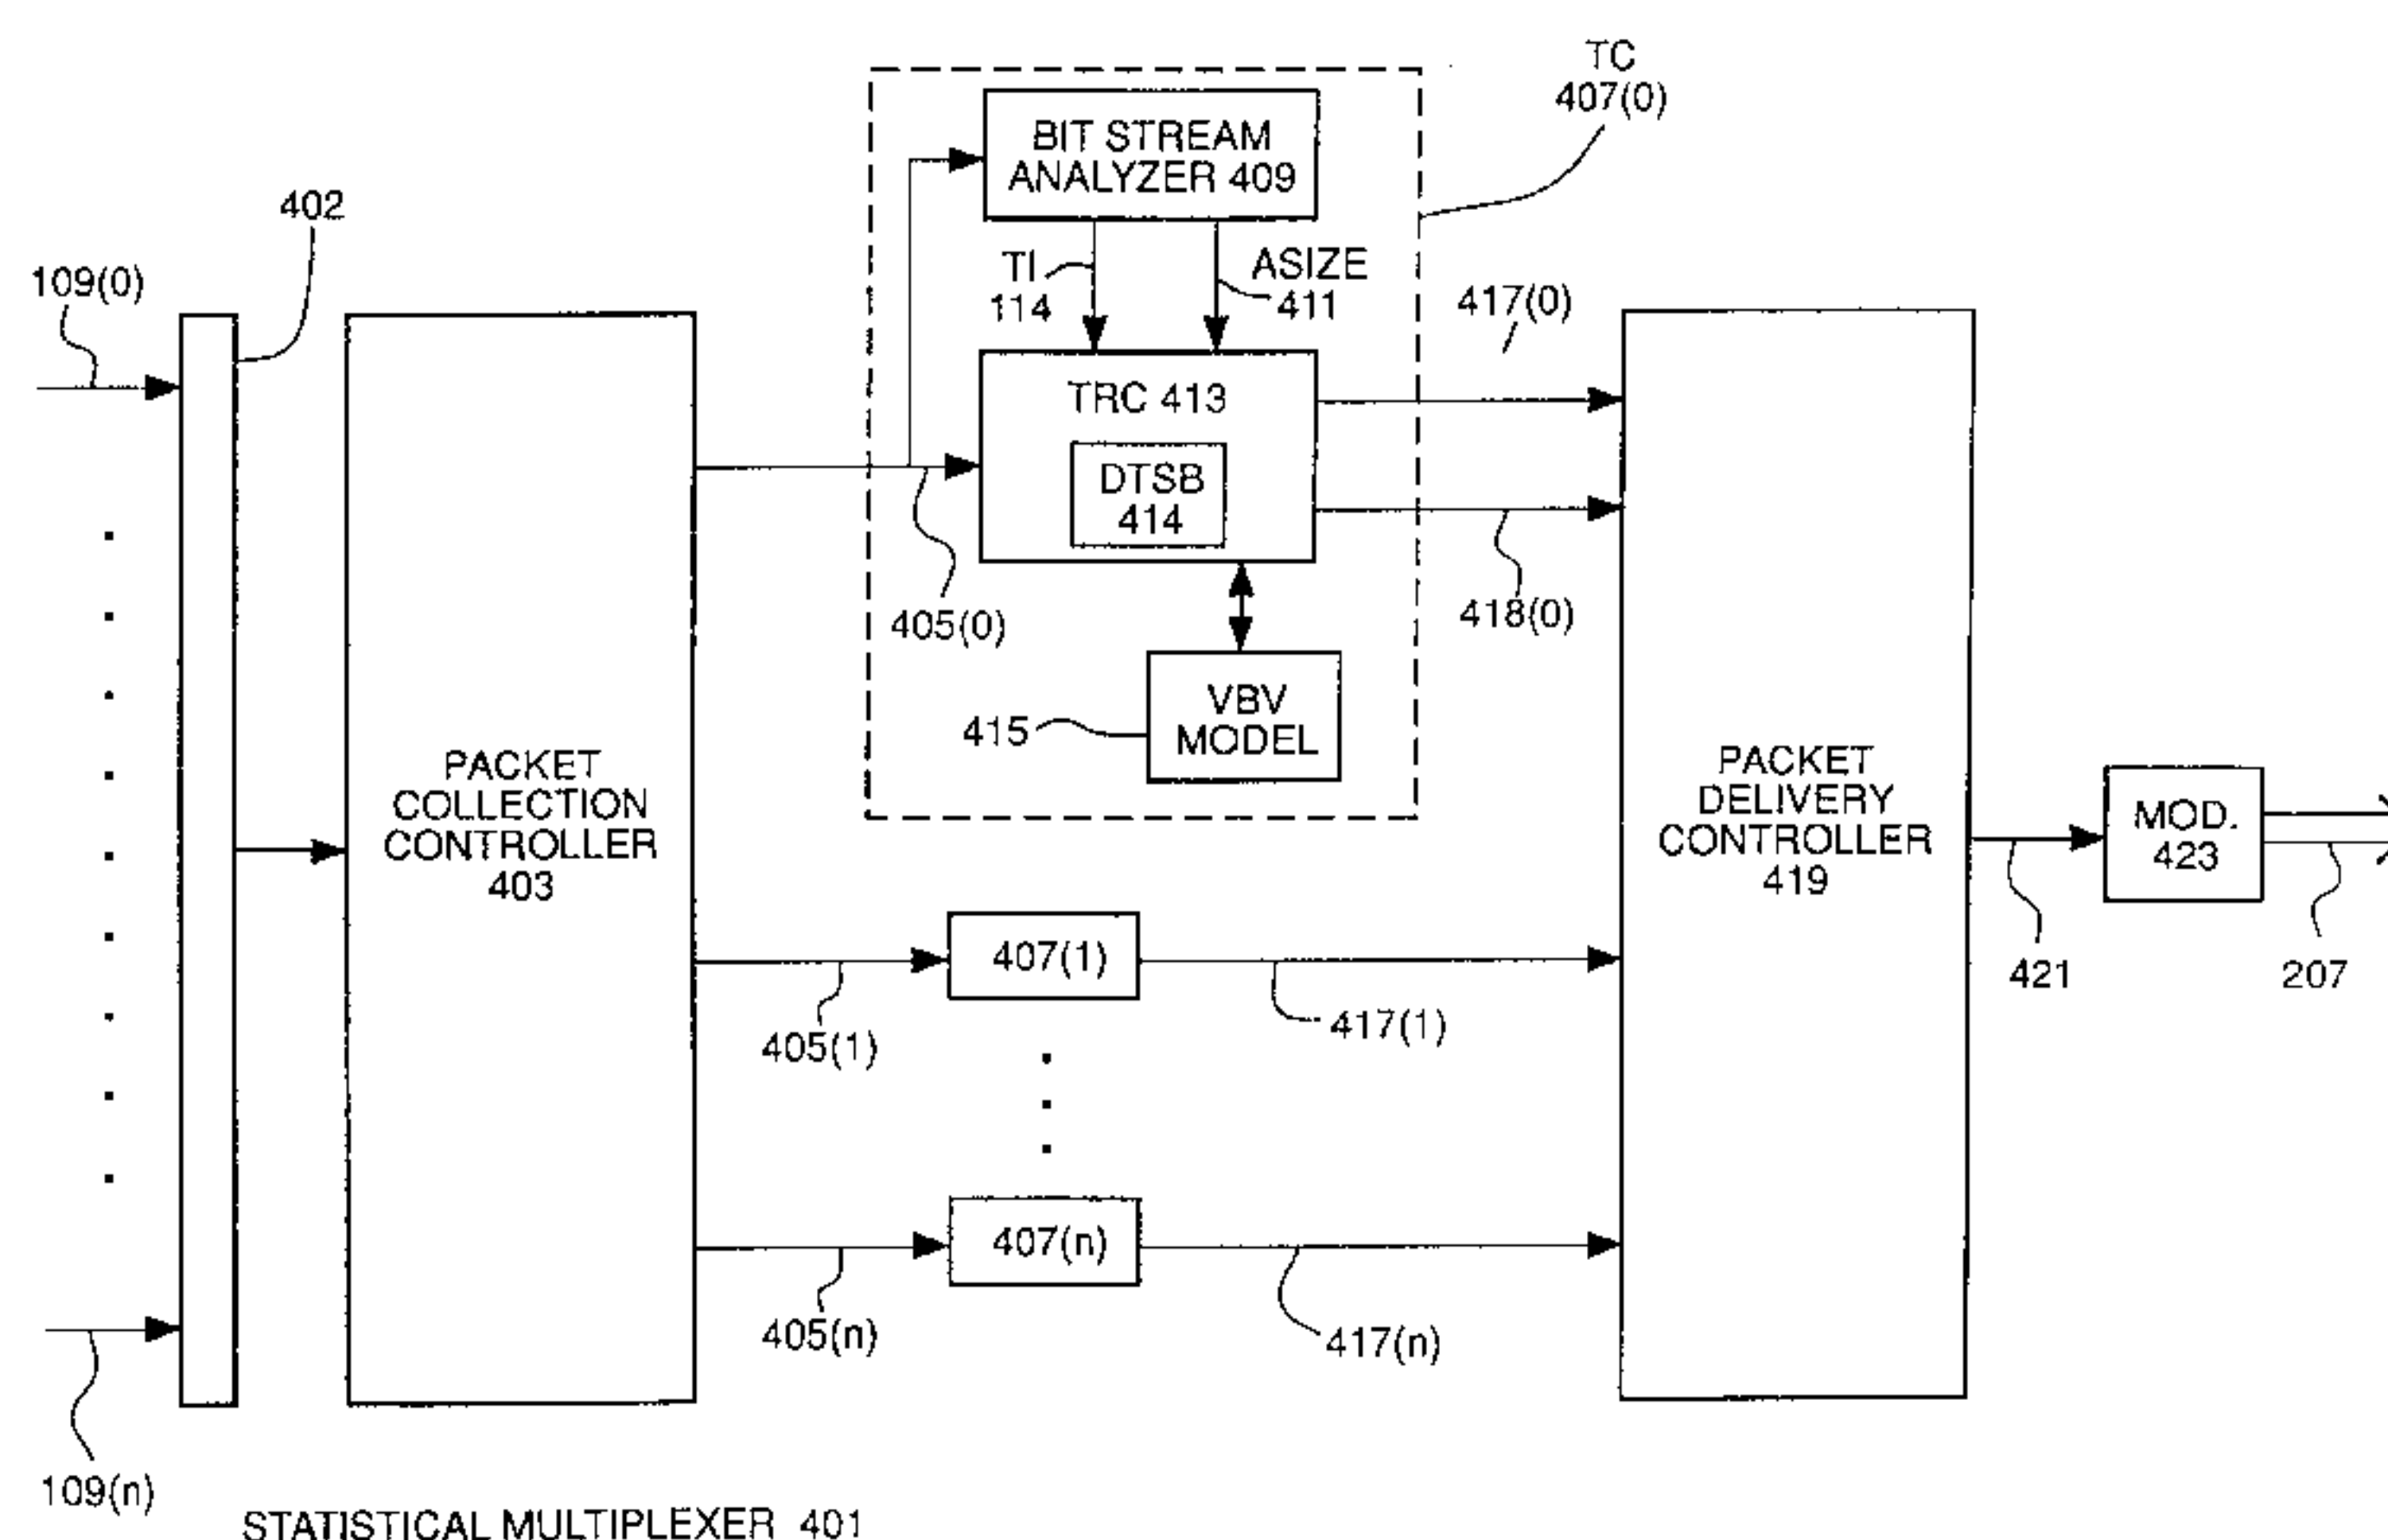 TC
407(0)
BIT STREAM
ANALYZER 409
402
109(0)
TI
114
ASIZE
411
417(0)
TRC 413
DTSB
414
405(0)
418(0)
415
VBV
MODEL
PACKET
COLLECTION
CONTROLLER
403
PACKET
DELIVERY
CONTROLLER
419
MOD.
423
407(1)
421
207
405(1)
417(1)
407(n)
405(n)
417(n)
109(n)
STATISTICAL MULTIPLEXER 401